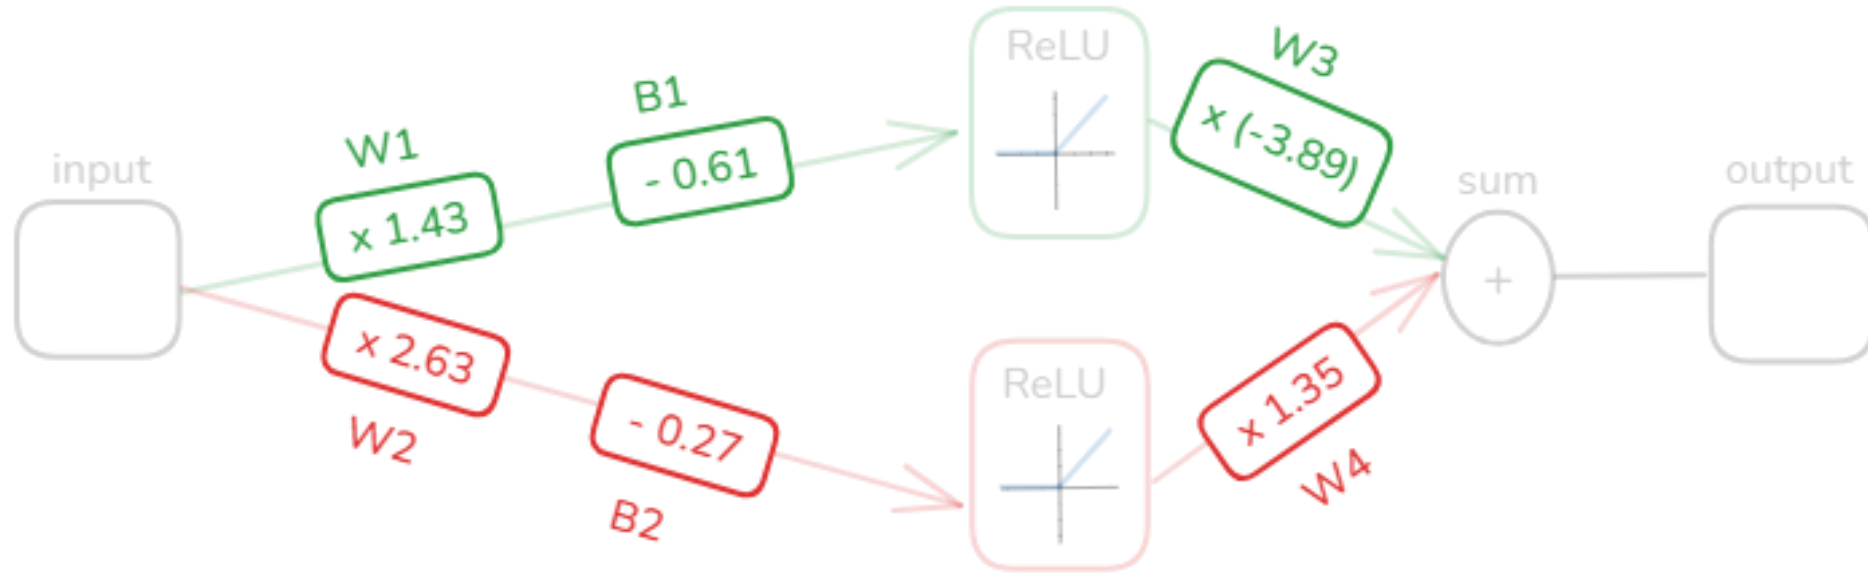 input
W1
x 1.43
B1
- 0.61
ReLU
W3
x (-3.89)
sum
+
output
x 2.63
W2
- 0.27
B2
ReLU
x 1.35
W4